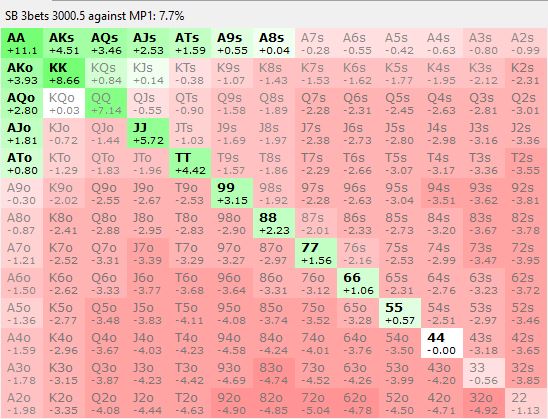 SB 3bets 3000.5 against MP1: 7.7%
AA AKs AQs AJs ATs A9s A8s A7s A6s A5s A4s A3s A2s
+11.1 +4.51 +3.46 +2.53 +1.59 +0.55 +0.04 -0.28 -0.55 -0.42 -0.63 -0.80 -0.99
AKo KK KQs KJs KTs K9s K8s K7s K6s K5s K4s K3s K2s
+3.93 +8.66 +0.84 +0.14 -0.38 -1.07 -1.43 -1.53 -1.62 -1.77 -1.95 -2.12 -2.31
AQo KQo QQ QJs QTs Q9s Q8s Q7s Q6s Q5s Q4s Q3s Q2s
+2.80 +0.03 +7.14 -0.55 -0.90 -1.58 -1.89 -2.28 -2.31 -2.45 -2.63 -2.81 -3.01
AJo KJo QJo JJ JTs J9s J8s J7s J6s J5s J4s J3s J2s
+1.81 -0.72 -1.44 +5.72 -1.03 -1.69 -1.97 -2.38 -2.73 -2.80 -2.98 -3.16 -3.36
ATo KTo QTo JTo TT T9s T8s T7s T6s T5s T4s T3s T2s
+0.80 -1.29 -1.83 -1.96 +4.42 -1.57 -1.86 -2.29 -2.66 -3.07 -3.17 -3.36 -3.55
A9o K9o Q9o J9o T9o 99 98s 97s 96s 95s 94s 93s 92s
-0.30 -2.02 -2.55 -2.67 -2.53 +3.15 -1.92 -2.28 -2.63 -3.04 -3.51 -3.62 -3.81
A8o K8o Q8o J8o T8o 98o 88 87s 86s 85s 84s 83s 82s
-0.87 -2.41 -2.88 -2.95 -2.83 -2.90 +2.23 -2.01 -2.33 -2.73 -3.20 -3.67 -3.78
A7o K7o Q7o J7o T7o 97o 87o 77 76s 75s 74s 73s 72s
-1.21 -2.52 -3.31 -3.39 -3.29 -3.27 -2.97 +1.56 -2.16 -2.53 -2.99 -3.47 -3.95
A6o K6o Q6o J6o T6o 96o 86o 76o 66 65s 64s 63s 62s
-1.50 -2.62 -3.33 -3.77 -3.68 -3.64 -3.31 -3.12 +1.06 -2.31 -2.76 -3.23 -3.72
A5o K5o Q5o J5o T5o 95o 85o 75o 65o 55 54s 53s 52s
-1.36 -2.77 -3.48 -3.83 -4.11 -4.08 -3.74 -3.52 -3.28 +0.57 -2.51 -2.97 -3.46
A4o K4o Q4o J4o T4o 94o 84o 74o 64o 54o 44 43s 42s
-1.59 -2.96 -3.67 -4.03 -4.23 -4.58 -4.24 -4.01 -3.76 -3.50 -0.00 -3.18 -3.65
A3o K3o Q3o J3o T3o 93o 83o 73o 63o 53o 43o 33 32s
-1.78 -3.15 -3.87 -4.23 -4.42 -4.69 -4.74 -4.52 -4.26 -3.99 -4.20 -0.56 -3.85
A2o K2o Q2o J2o T2o 92o 82o 72o 62o 52o 42o 32o 22
-1.98 -3.35 -4.08 -4.44 -4.63 -4.90 -4.85 -5.04 -4.78 -4.50 -4.71 -4.92 -1.13